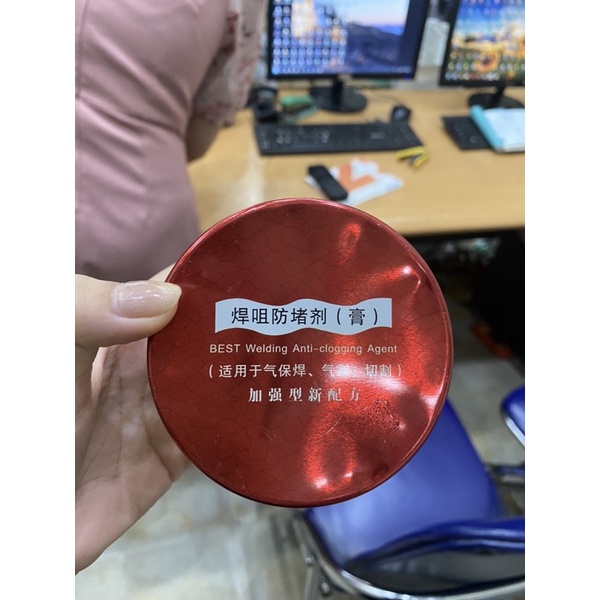 焊咀防堵剂（膏）
BEST Welding Anti-clogging Agent
（适用于气保焊、气割、切割）
加强型新配方